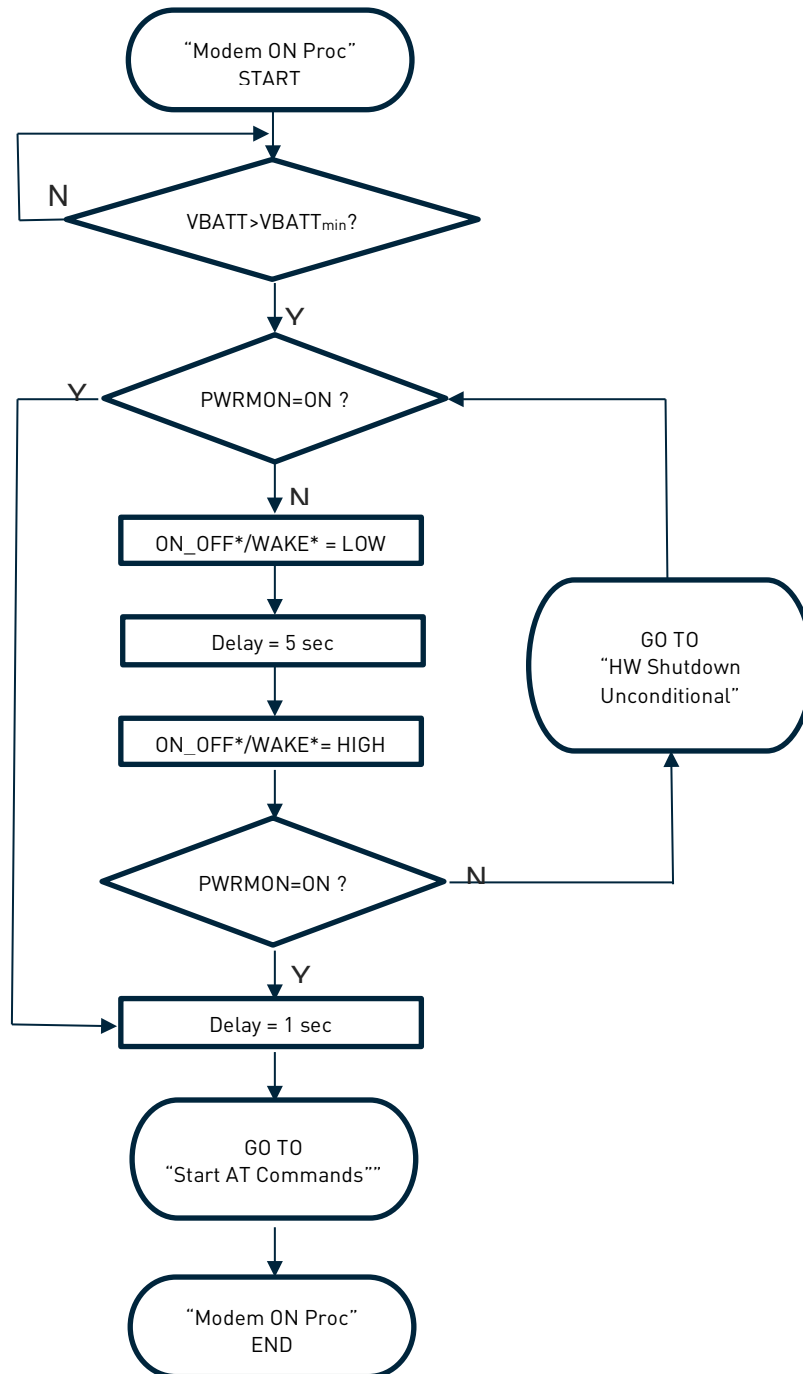 “Modem ON Proc”
START
N
VBATT>VBATTmin?
Y
Y
PWRMON=ON ?
N
ON_OFF*/WAKE* = LOW
Delay = 5 sec
GO TO
“HW Shutdown
Unconditional”
ON_OFF*/WAKE*= HIGH
PWRMON=ON ?
N
Y
Delay = 1 sec
GO TO
“Start AT Commands””
“Modem ON Proc”
END